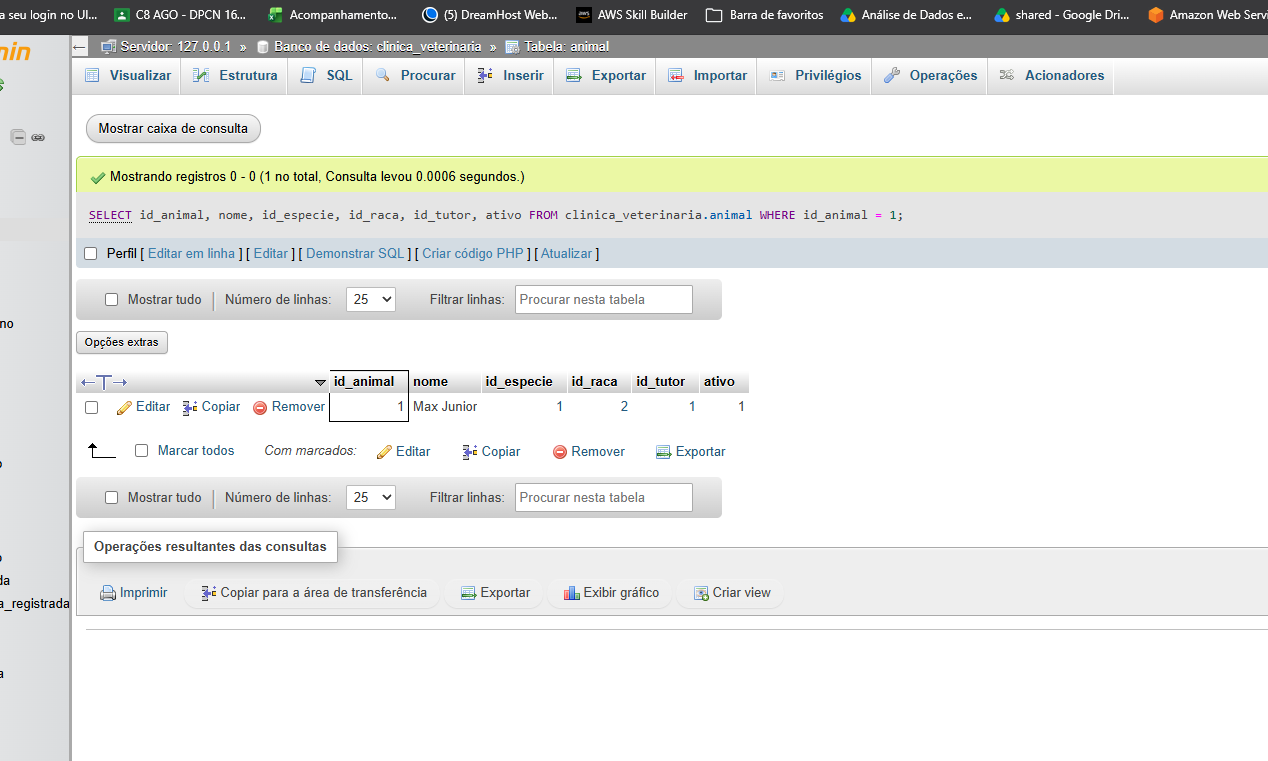 a seu login no UI... C8 AGO - DPCN 16... Acompanhamento... (5) DreamHost Web... aws AWS Skill Builder Barra de favoritos Análise de Dados e... shared - Google Dri... Amazon Web Servi
min
← Servidor: 127.0.0.1 » Banco de dados: clinica_veterinaria » Tabela: animal
Visualizar Estrutura SQL Procurar Inserir Exportar Importar Privilégios Operações Acionadores
Mostrar caixa de consulta
Mostrando registros 0 - 0 (1 no total, Consulta levou 0.0006 segundos.)
SELECT id_animal, nome, id_especie, id_raca, id_tutor, ativo FROM clinica_veterinaria.animal WHERE id_animal = 1;
Perfil [ Editar em linha ] [ Editar ] [ Demonstrar SQL ] [ Criar código PHP ] [ Atualizar ]
Mostrar tudo Número de linhas: 25 Filtrar linhas: Procurar nesta tabela
no
Opções extras
←T→ id_animal nome id_especie id_raca id_tutor ativo
Editar Copiar Remover 1 Max Junior 1 2 1 1
Marcar todos Com marcados: Editar Copiar Remover Exportar
Mostrar tudo Número de linhas: 25 Filtrar linhas: Procurar nesta tabela
Operações resultantes das consultas
da
Imprimir Copiar para a área de transferência Exportar Exibir gráfico Criar view
a_registrada
a